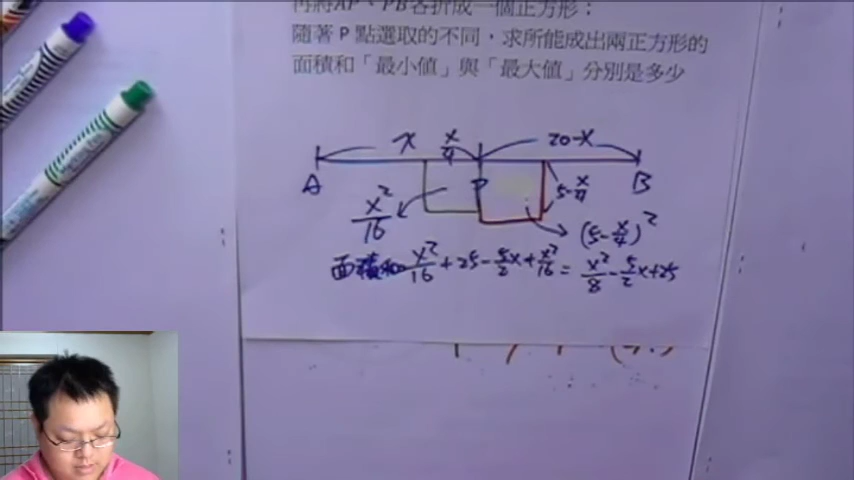 再將AP、PB各折成一個正方形：
隨著 P 點選取的不同，求所能成出兩正方形的
面積和「最小值」與「最大值」分別是多少
x x/4 20-x
A P 5-x/4 B
x²/16 (5-x/4)²
面積和 x²/16+25-5/2x+x²/16=x²/8-5/2x+25